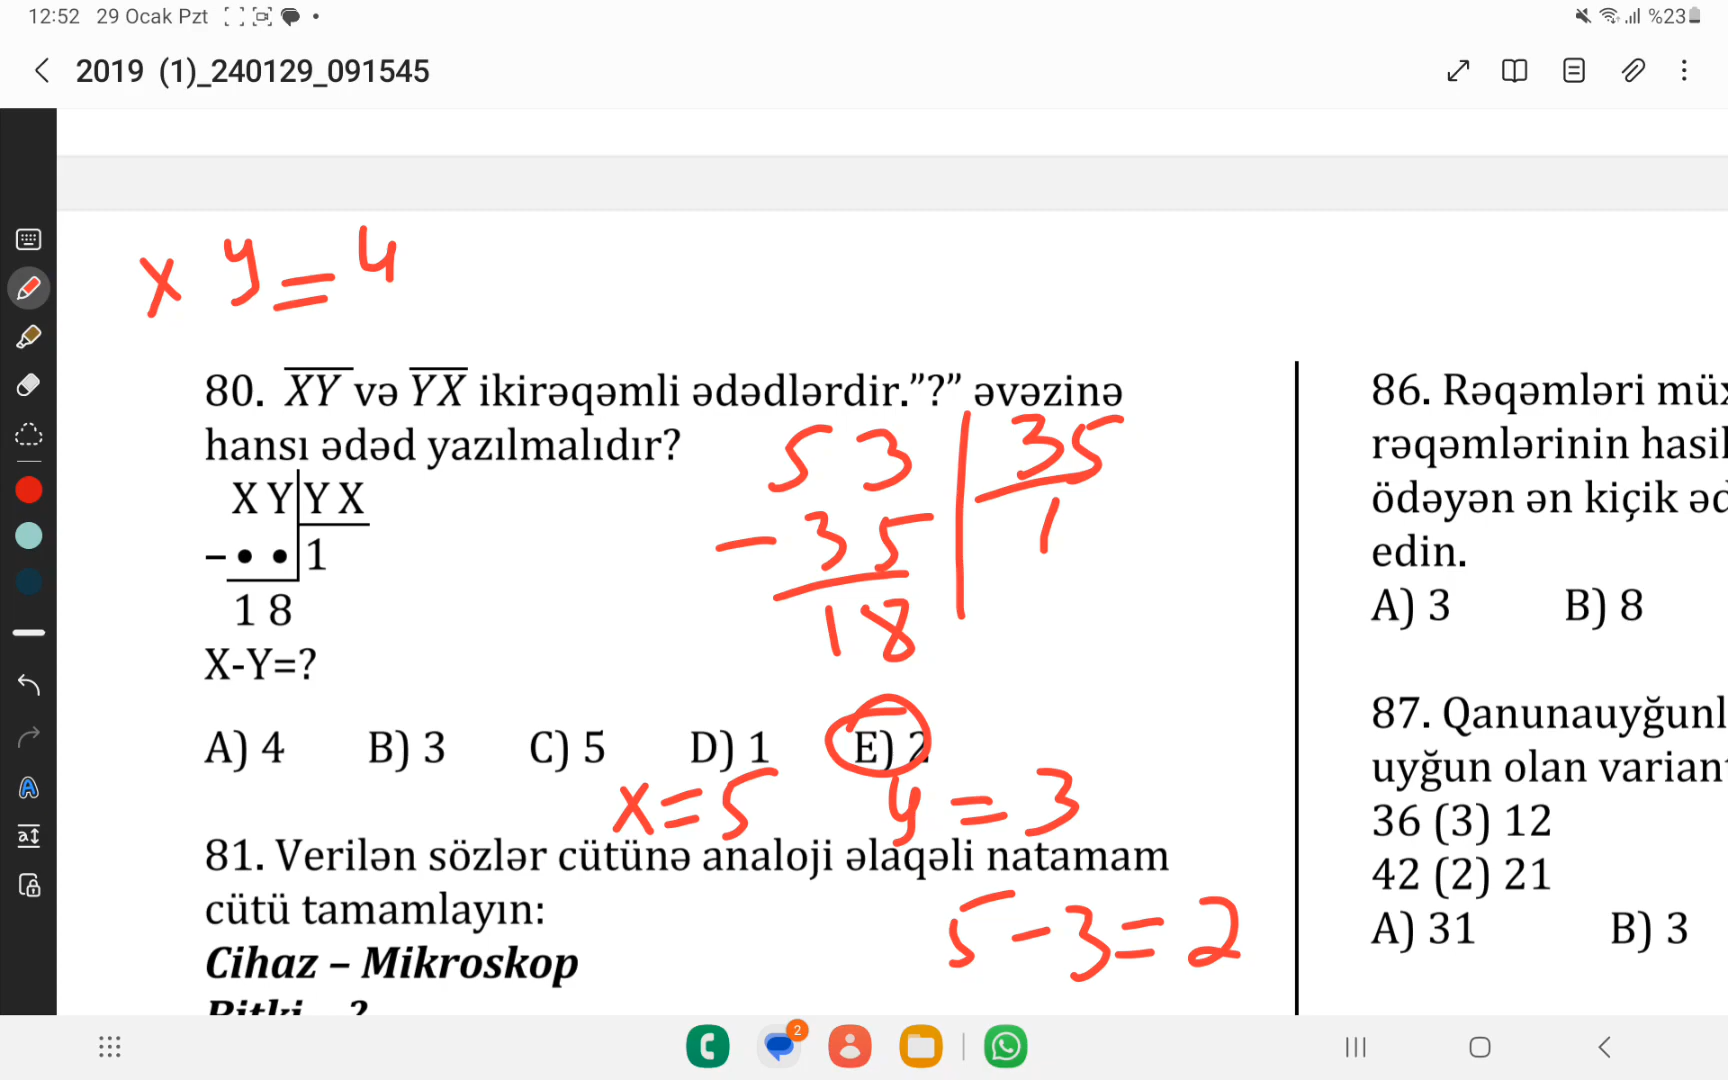 12:52 29 Ocak Pzt %23
2019 (1)_240129_091545
x y = 4
80. XY və YX ikirəqəmli ədədlərdir.”?” əvəzinə
hansı ədəd yazılmalıdır?
X Y Y X
– • • 1
1 8
X-Y=?
53 35
- 35 1
18
A) 4 B) 3 C) 5 D) 1 E) 2
x = 5 y = 3
81. Verilən sözlər cütünə analoji əlaqəli natamam
cütü tamamlayın:
Cihaz – Mikroskop
Bitki – ?
5 - 3 = 2
86. Rəqəmləri mü
rəqəmlərinin hasil
ödəyən ən kiçik əd
edin.
A) 3 B) 8
87. Qanunauyğunl
uyğun olan variant
36 (3) 12
42 (2) 21
A) 31 B) 3
2